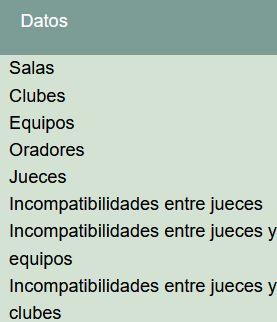 Datos
Salas
Clubes
Equipos
Oradores
Jueces
Incompatibilidades entre jueces
Incompatibilidades entre jueces y
equipos
Incompatibilidades entre jueces y
clubes